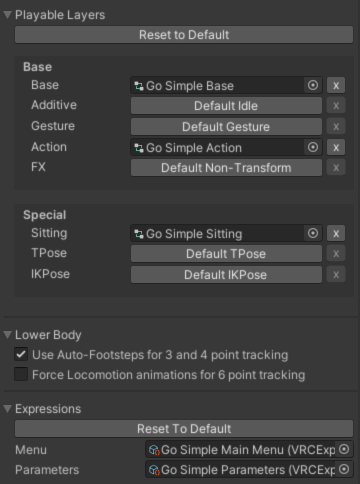 Playable Layers
Reset to Default
Base
Base Go Simple Base x
Additive Default Idle x
Gesture Default Gesture x
Action Go Simple Action x
FX Default Non-Transform x
Special
Sitting Go Simple Sitting x
TPose Default TPose x
IKPose Default IKPose x
Lower Body
Use Auto-Footsteps for 3 and 4 point tracking
Force Locomotion animations for 6 point tracking
Expressions
Reset To Default
Menu Go Simple Main Menu (VRCExp
Parameters Go Simple Parameters (VRCExp